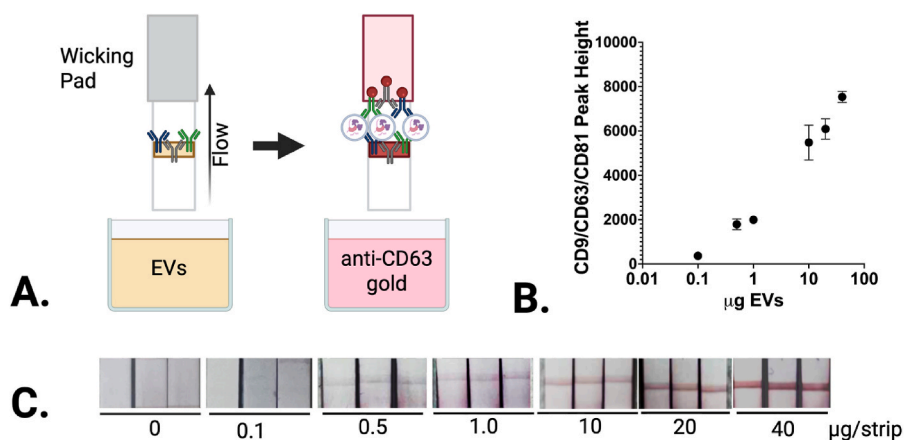 Wicking
Pad
Flow
EVs
anti-CD63
gold
A.
CD9/CD63/CD81 Peak Height
10000
8000
6000
4000
2000
0
0.01 0.1 1 10 100
µg EVs
B.
C.
0 0.1 0.5 1.0 10 20 40 µg/strip